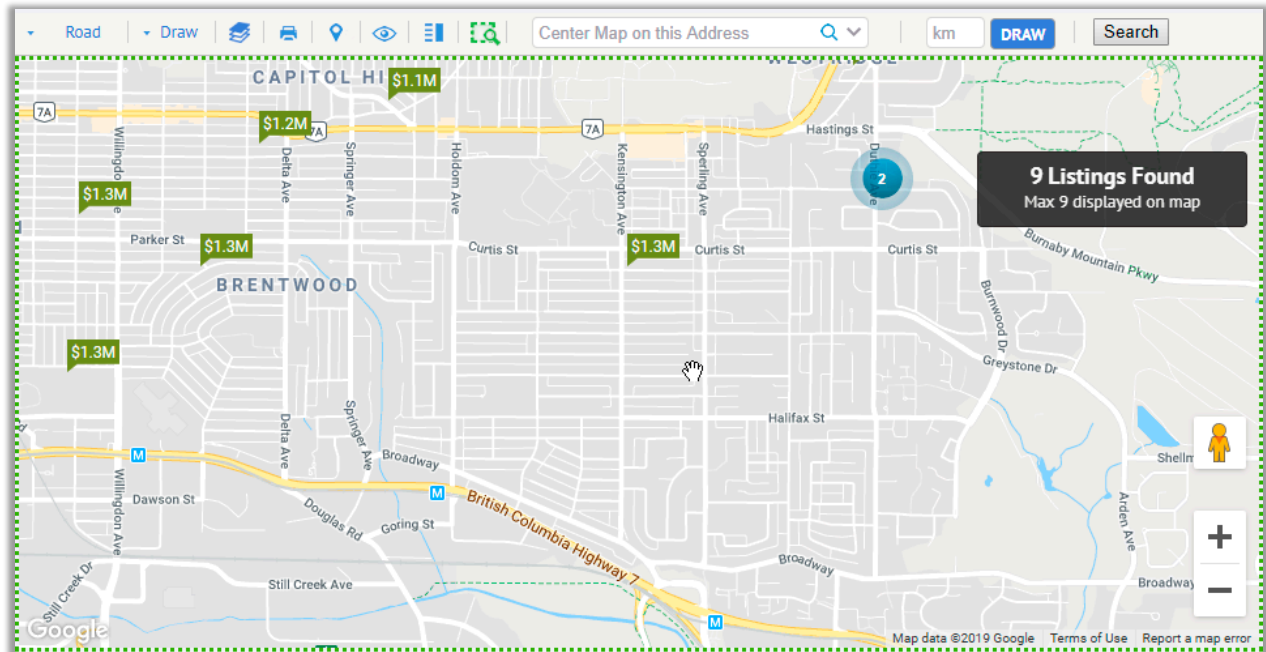 Road
Draw
Center Map on this Address
km
DRAW
Search
CAPITOL HI
$1.1M
7A
$1.2M
7A
7A
Hastings St
2
9 Listings Found
Max 9 displayed on map
$1.3M
Delta Ave
Springer Ave
Holdom Ave
Kensington Ave
Sperling Ave
Parker St
$1.3M
Curtis St
$1.3M
Curtis St
Curtis St
Burnaby Mountain Pkwy
BRENTWOOD
Burnwood Dr
$1.3M
Greystone Dr
Delta Ave
Springer Ave
Halifax St
M
Broadway
Willingdon Ave
M
Dawson St
Douglas Rd
Goring St
British Columbia Highway 7
Arden Ave
Broadway
Still Creek Dr
Still Creek Ave
Broadway
M
Google
Map data ©2019 Google
Terms of Use
Report a map error